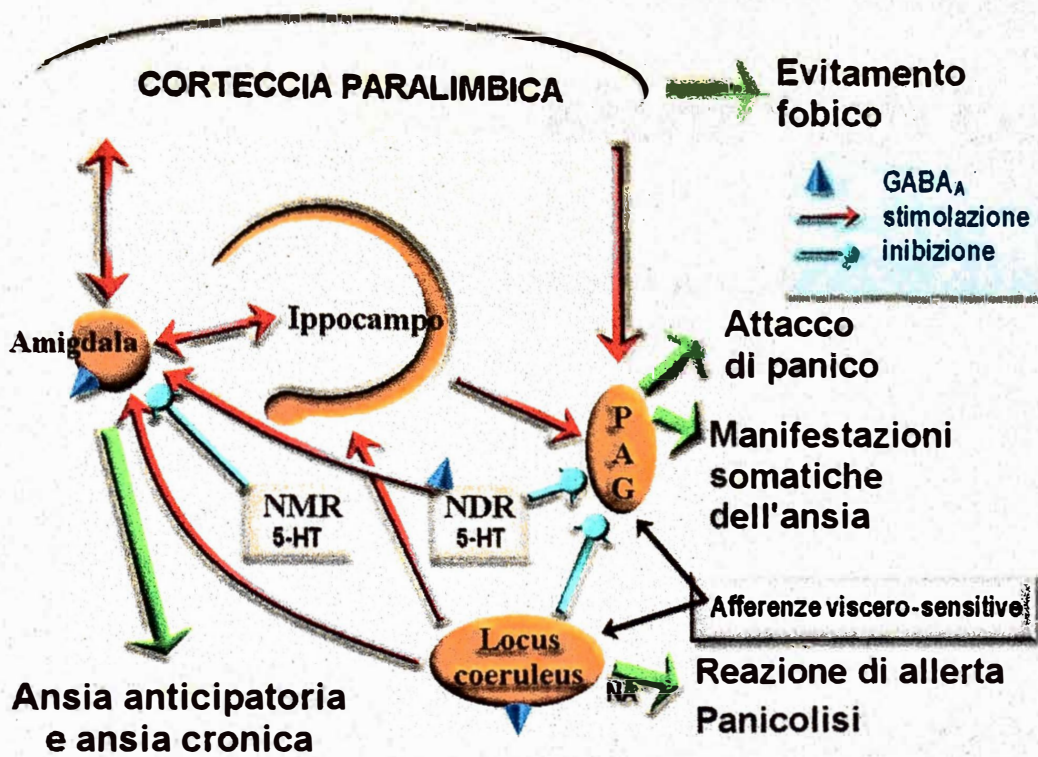 CORTECCIA PARALIMBICA
Evitamento
fobico
GABA_A
stimolazione
inibizione
Amigdala
Ippocampo
Attacco
di panico
P
A
G
Manifestazioni
somatiche
dell'ansia
NMR
5-HT
NDR
5-HT
Afferenze viscero-sensitive
Locus
coeruleus
NA
Reazione di allerta
Panicolisi
Ansia anticipatoria
e ansia cronica